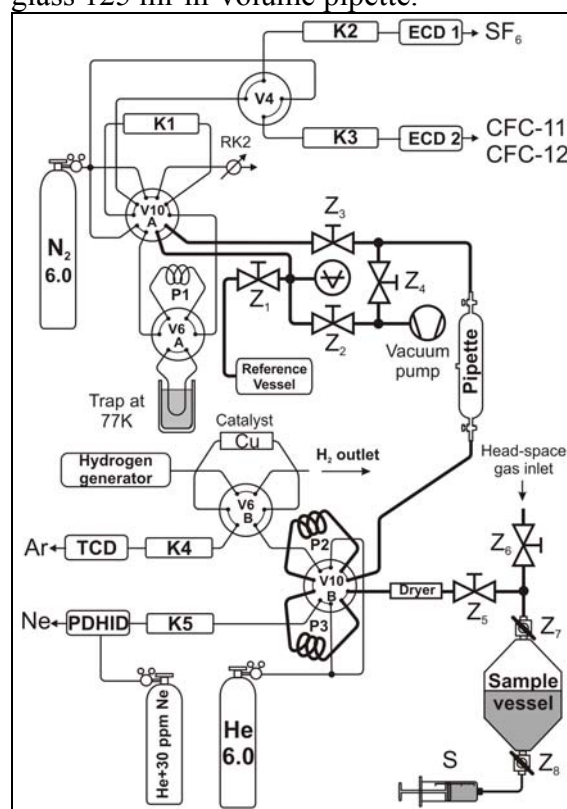 glass 125 ml in volume pipette.
K2
ECD 1
SF6
V4
K1
K3
ECD 2
CFC-11
CFC-12
RK2
V10
A
N2
6.0
Z3
P1
Z1
Z4
V6
A
Z2
Vacuum
pump
Pipette
Reference
Vessel
Trap at
77K
Catalyst
Cu
Head-space
gas inlet
Hydrogen
generator
H2 outlet
V6
B
P2
Z6
Ar
TCD
K4
V10
B
Dryer
Z5
Ne
PDHID
K5
P3
Z7
Sample
vessel
He+30 ppm Ne
He
6.0
S
Z8